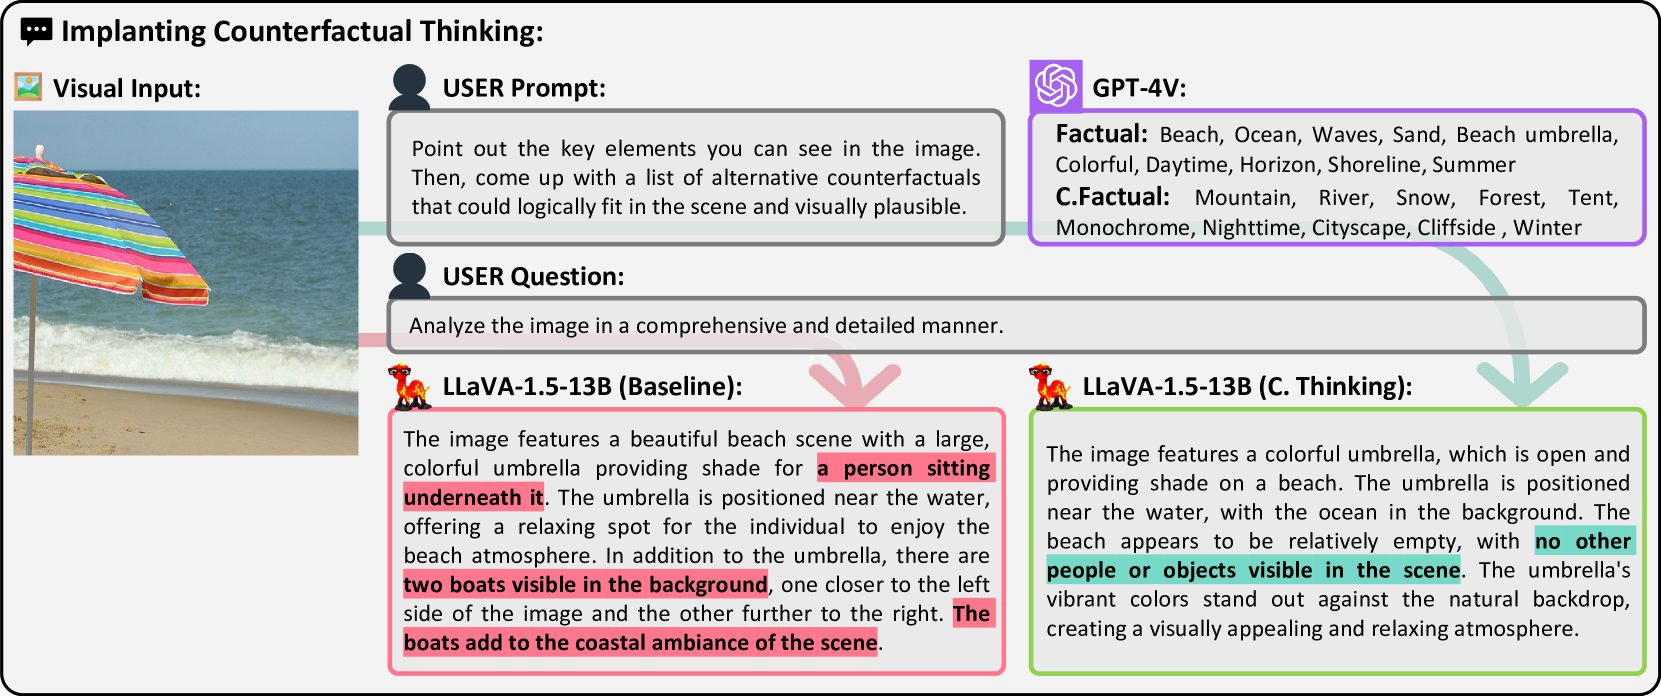 Implanting Counterfactual Thinking:
Visual Input:
USER Prompt:
Point out the key elements you can see in the image.
Then, come up with a list of alternative counterfactuals
that could logically fit in the scene and visually plausible.
GPT-4V:
Factual: Beach, Ocean, Waves, Sand, Beach umbrella,
Colorful, Daytime, Horizon, Shoreline, Summer
C.Factual: Mountain, River, Snow, Forest, Tent,
Monochrome, Nighttime, Cityscape, Cliffside , Winter
USER Question:
Analyze the image in a comprehensive and detailed manner.
LLaVA-1.5-13B (Baseline):
The image features a beautiful beach scene with a large,
colorful umbrella providing shade for a person sitting
underneath it. The umbrella is positioned near the water,
offering a relaxing spot for the individual to enjoy the
beach atmosphere. In addition to the umbrella, there are
two boats visible in the background, one closer to the left
side of the image and the other further to the right. The
boats add to the coastal ambiance of the scene.
LLaVA-1.5-13B (C. Thinking):
The image features a colorful umbrella, which is open and
providing shade on a beach. The umbrella is positioned
near the water, with the ocean in the background. The
beach appears to be relatively empty, with no other
people or objects visible in the scene. The umbrella's
vibrant colors stand out against the natural backdrop,
creating a visually appealing and relaxing atmosphere.